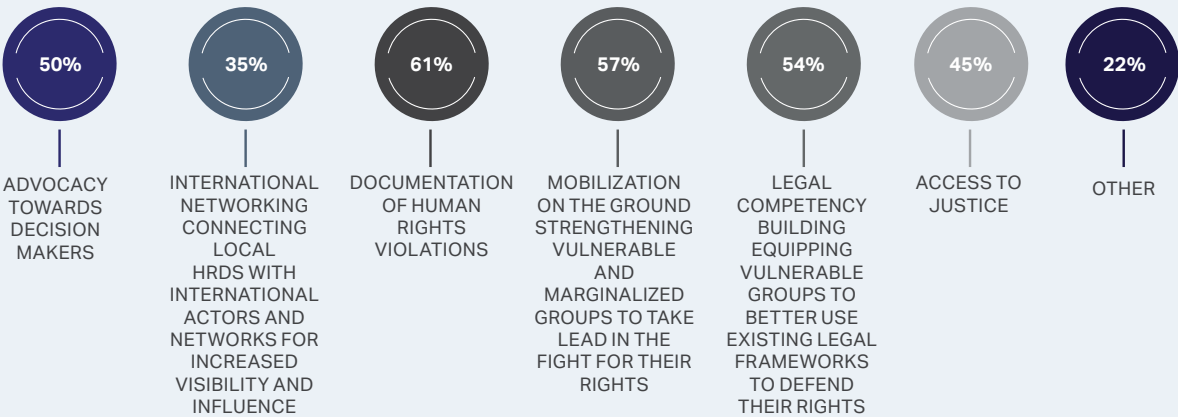 50%
35%
61%
57%
54%
45%
22%
ADVOCACY
TOWARDS
DECISION
MAKERS
INTERNATIONAL
NETWORKING
CONNECTING
LOCAL
HRDS WITH
INTERNATIONAL
ACTORS AND
NETWORKS FOR
INCREASED
VISIBILITY AND
INFLUENCE
DOCUMENTATION
OF HUMAN
RIGHTS
VIOLATIONS
MOBILIZATION
ON THE GROUND
STRENGTHENING
VULNERABLE
AND
MARGINALIZED
GROUPS TO TAKE
LEAD IN THE
FIGHT FOR THEIR
RIGHTS
LEGAL
COMPETENCY
BUILDING
EQUIPPING
VULNERABLE
GROUPS TO
BETTER USE
EXISTING LEGAL
FRAMEWORKS
TO DEFEND
THEIR RIGHTS
ACCESS TO
JUSTICE
OTHER